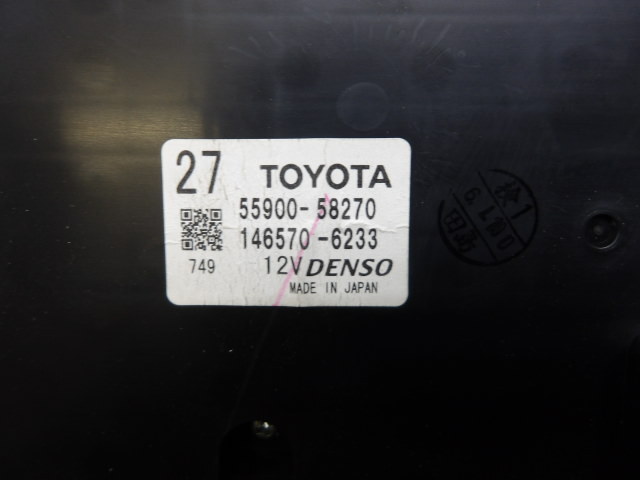 27 TOYOTA
55900-58270
146570-6233
749 12V DENSO
MADE IN JAPAN